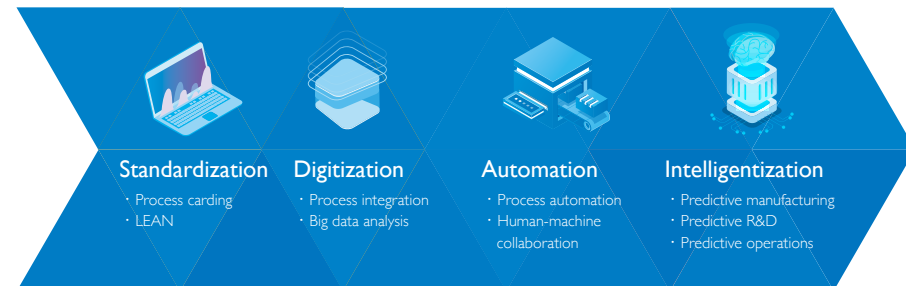 Standardization
· Process carding
· LEAN
Digitization
· Process integration
· Big data analysis
Automation
· Process automation
· Human-machine
collaboration
Intelligentization
· Predictive manufacturing
· Predictive R&D
· Predictive operations